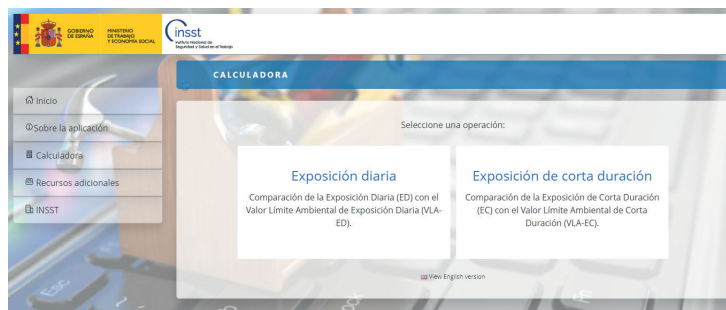 GOBIERNO
DE ESPAÑA
MINISTERIO
DE TRABAJO
Y ECONOMÍA SOCIAL
insst
Instituto Nacional de
Seguridad y Salud en el Trabajo
CALCULADORA
Inicio
Sobre la aplicación
Calculadora
Recursos adicionales
INSST
Seleccione una operación:
Exposición diaria
Comparación de la Exposición Diaria (ED) con el
Valor Límite Ambiental de Exposición Diaria (VLA-
ED).
Exposición de corta duración
Comparación de la Exposición de Corta Duración
(EC) con el Valor Límite Ambiental de Corta
Duración (VLA-EC).
View English version
Esc